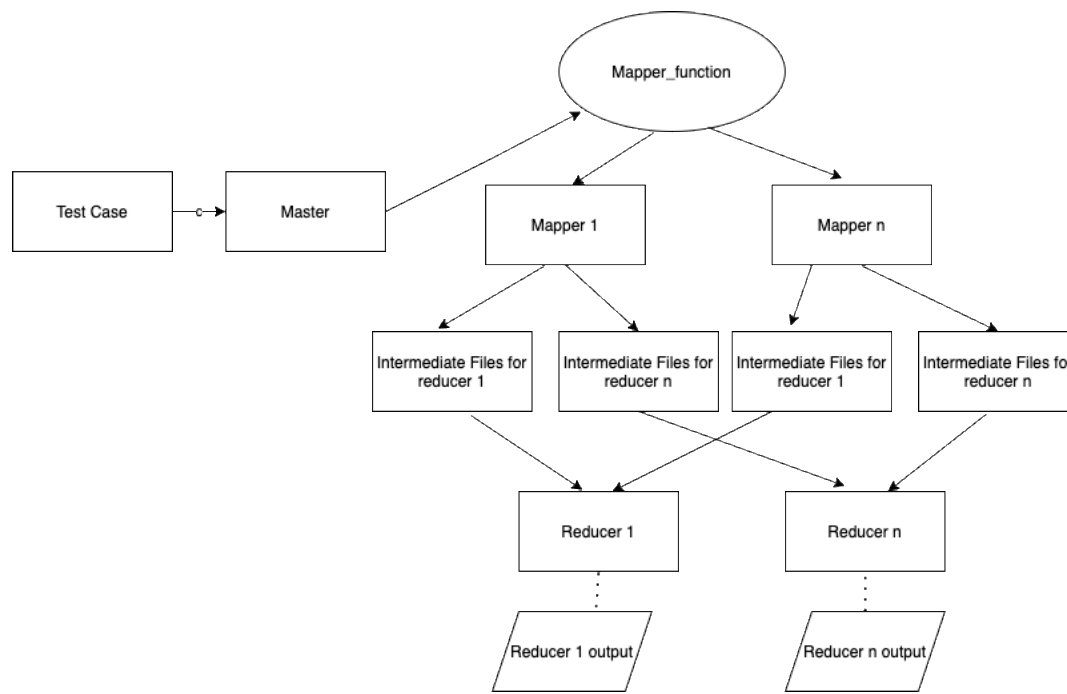 Mapper_function
Test Case
c
Master
Mapper 1
Mapper n
Intermediate Files for
reducer 1
Intermediate Files for
reducer n
Intermediate Files for
reducer 1
Intermediate Files for
reducer n
Reducer 1
Reducer n
Reducer 1 output
Reducer n output